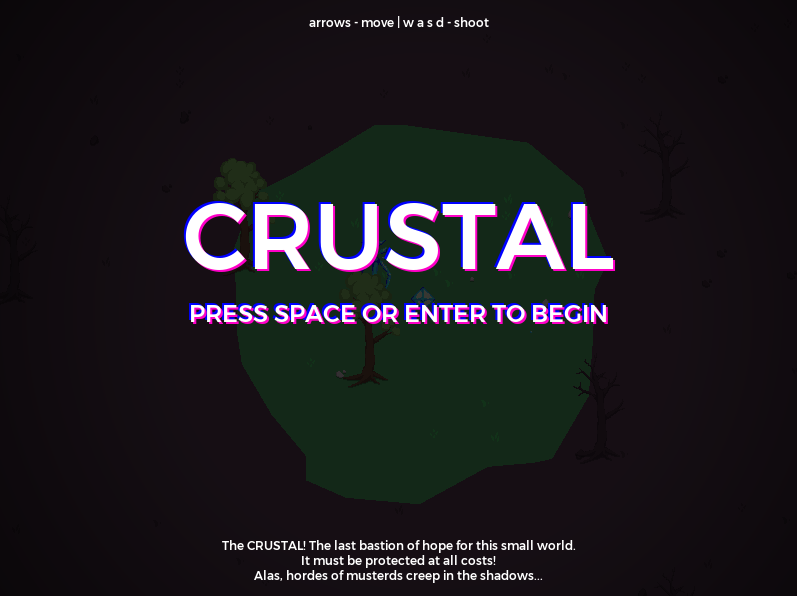 arrows - move | w a s d - shoot
CRUSTAL
PRESS SPACE OR ENTER TO BEGIN
The CRUSTAL! The last bastion of hope for this small world.
It must be protected at all costs!
Alas, hordes of musterds creep in the shadows...